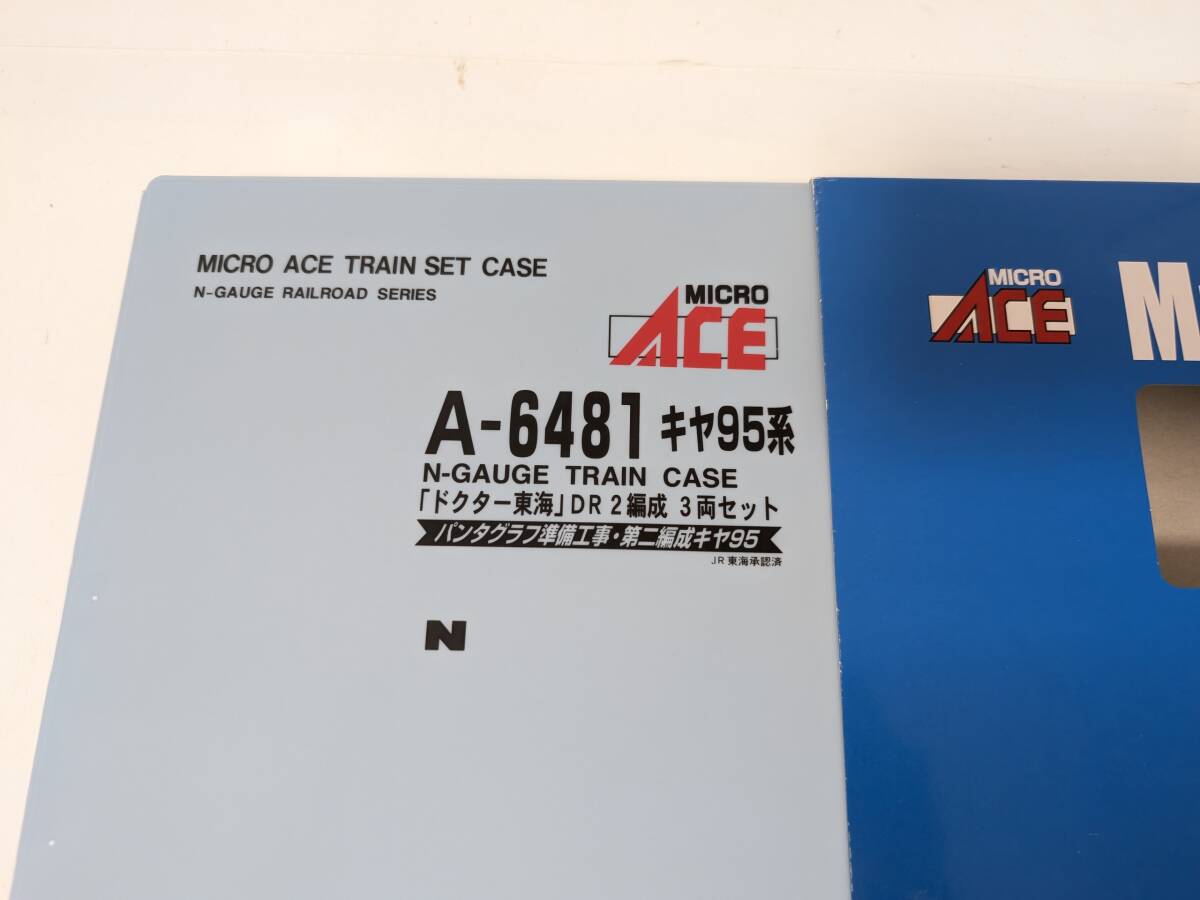 MICRO ACE TRAIN SET CASE
N-GAUGE RAILROAD SERIES
MICRO
ACE
A-6481 キヤ95系
N-GAUGE TRAIN CASE
「ドクター東海」DR2編成 3両セット
パンタグラフ準備工事・第二編成キヤ95
JR東海承認済
N
MICRO
ACE
M